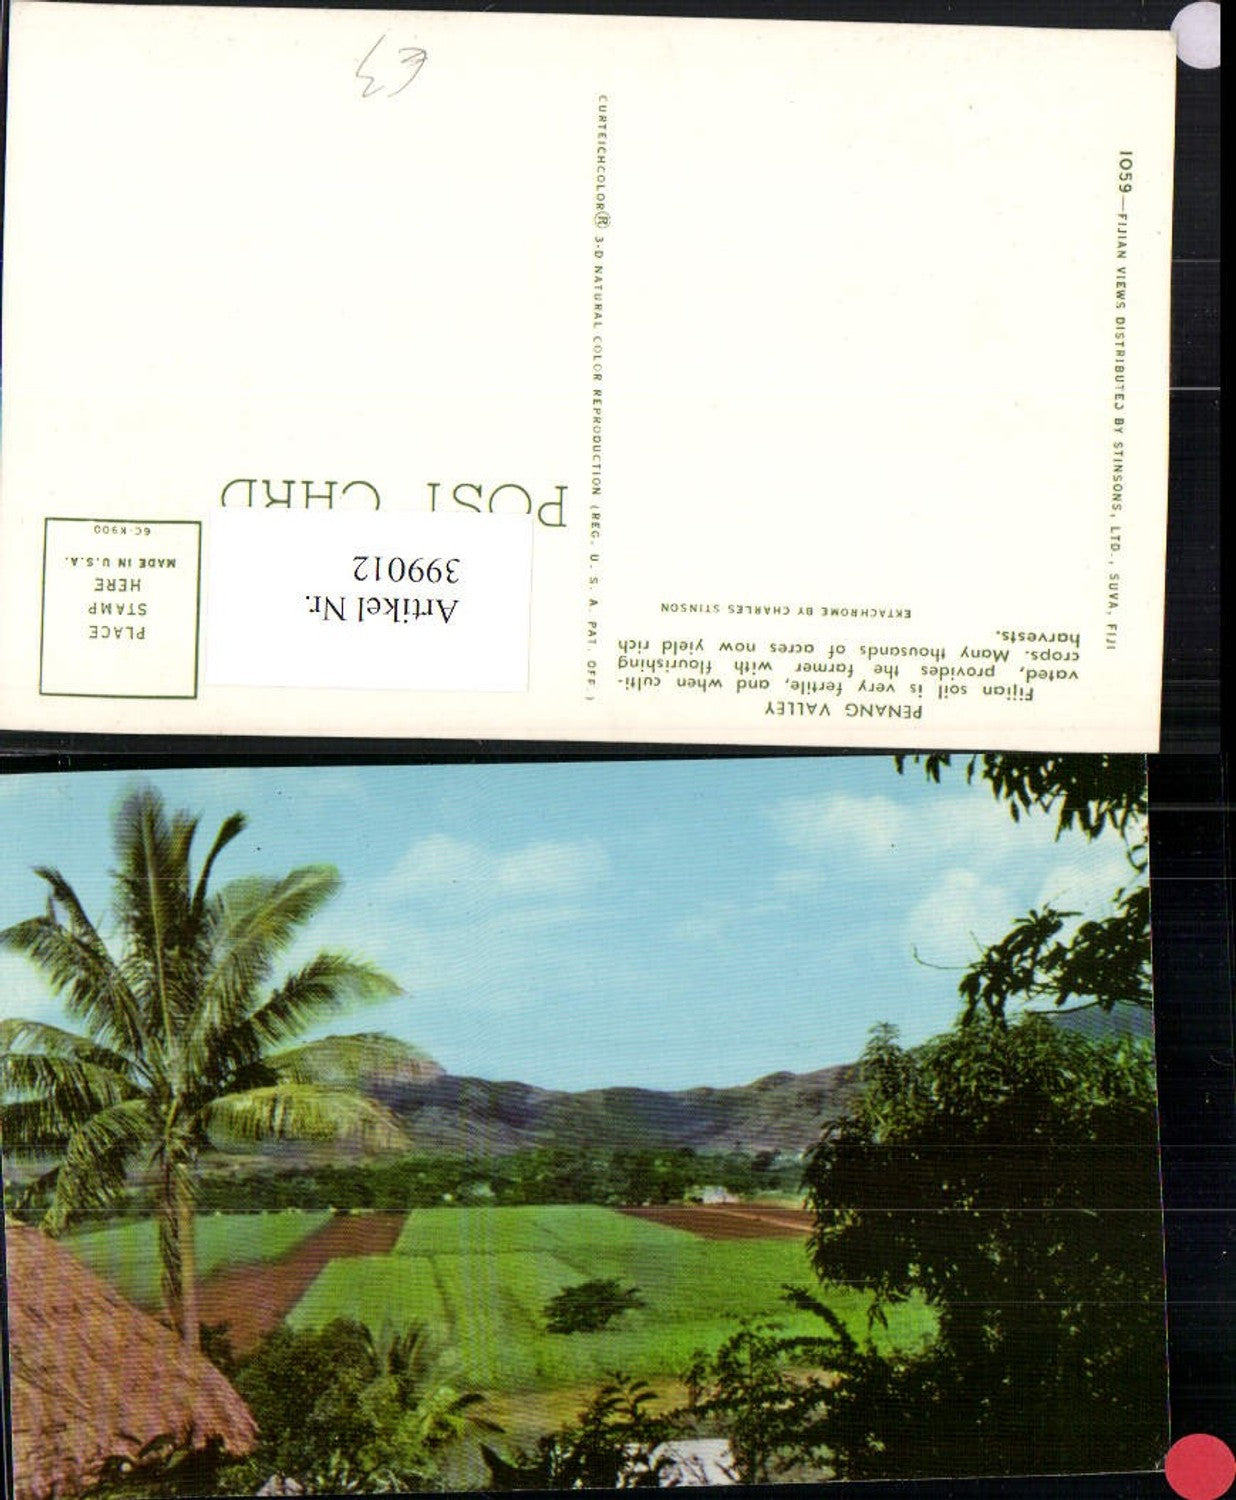 PENANG VALLEY
Fijian soil is very fertile, and when culti-
vated, provides the farmer with flourishing
crops. Many thousands of acres now yield rich
harvests.
EKTACHROME BY CHARLES STINSON
1059—FIJIAN VIEWS DISTRIBUTED BY STINSONS, LTD., SUVA, FIJI
CURTEICHCOLOR® 3-D NATURAL COLOR REPRODUCTION (REG. U. S. A. PAT. OFF.)
POST CARD
Artikel Nr.
399012
PLACE
STAMP
HERE
MADE IN U.S.A.
6C-K900